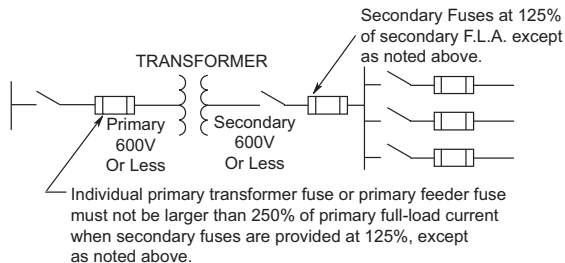 Secondary Fuses at 125%
of secondary F.L.A. except
as noted above.
TRANSFORMER
Primary
600V
Or Less
Secondary
600V
Or Less
Individual primary transformer fuse or primary feeder fuse
must not be larger than 250% of primary full-load current
when secondary fuses are provided at 125%, except
as noted above.